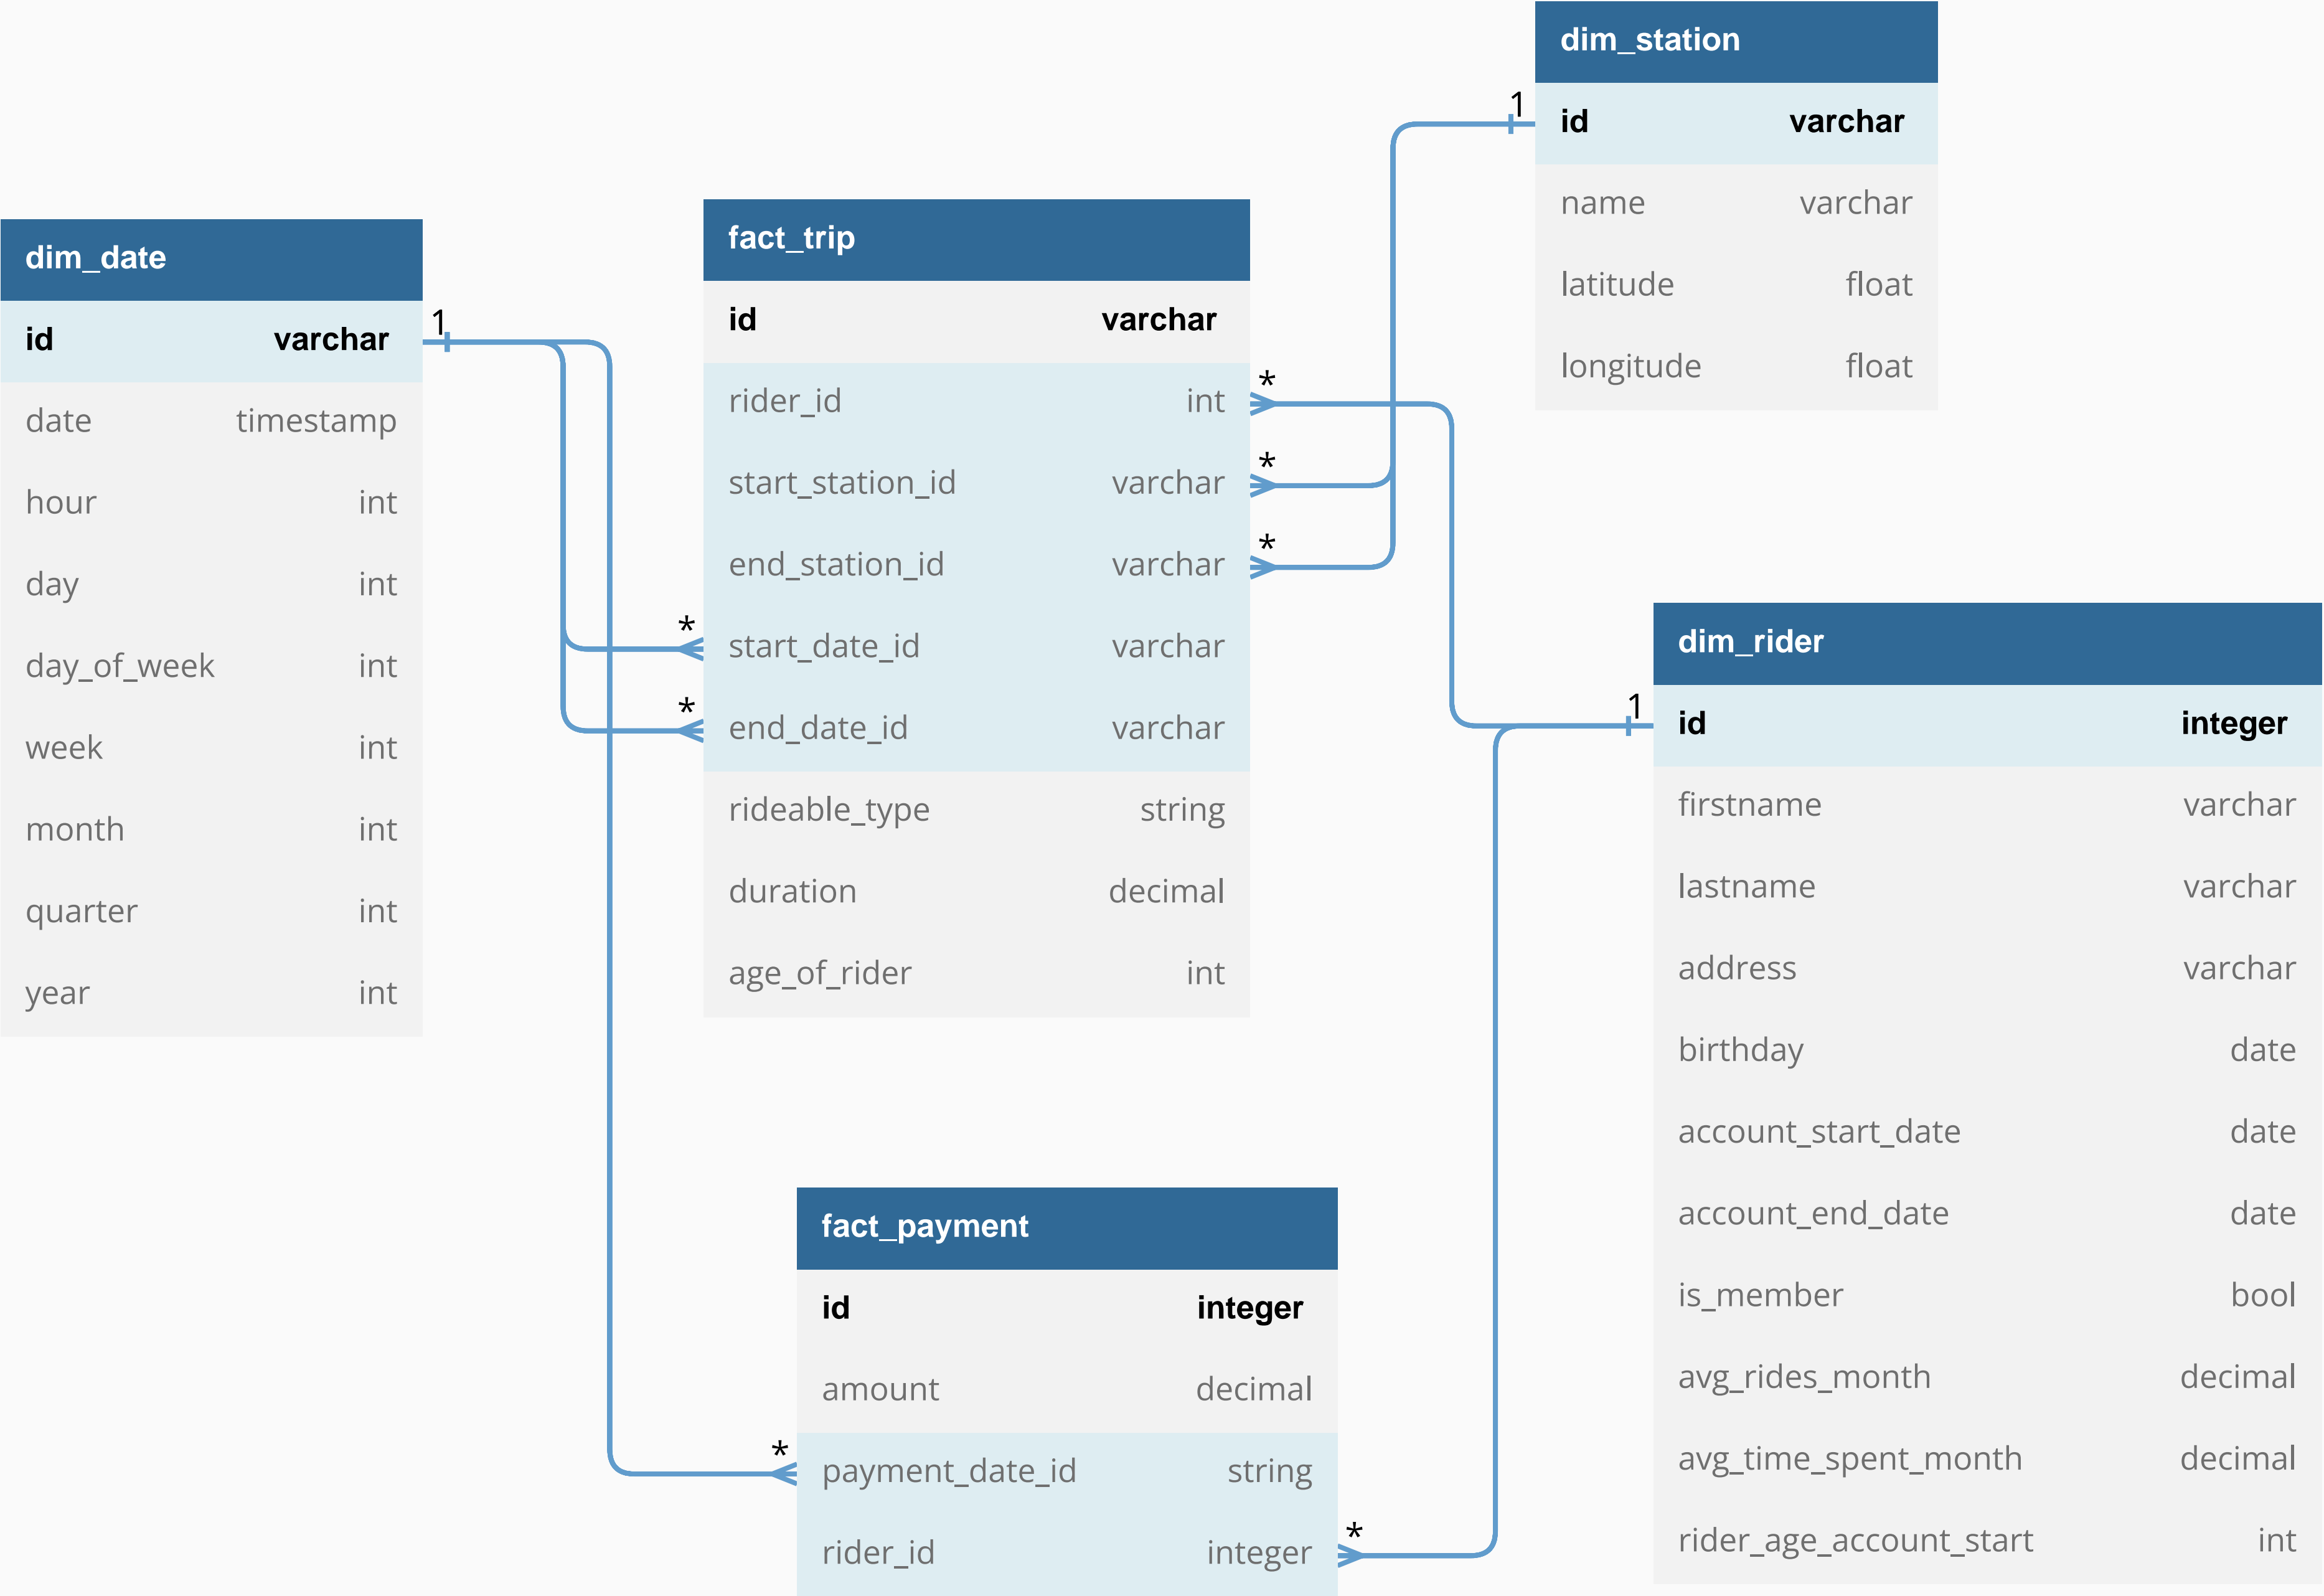 dim_station
1
id varchar
name varchar
latitude float
longitude float
dim_date
1
id varchar
date timestamp
hour int
day int
day_of_week int
week int
month int
quarter int
year int
fact_trip
id varchar
*
rider_id int
*
start_station_id varchar
*
end_station_id varchar
*
start_date_id varchar
*
end_date_id varchar
rideable_type string
duration decimal
age_of_rider int
dim_rider
1
id integer
firstname varchar
lastname varchar
address varchar
birthday date
account_start_date date
account_end_date date
is_member bool
avg_rides_month decimal
avg_time_spent_month decimal
rider_age_account_start int
fact_payment
id integer
amount decimal
*
payment_date_id string
*
rider_id integer